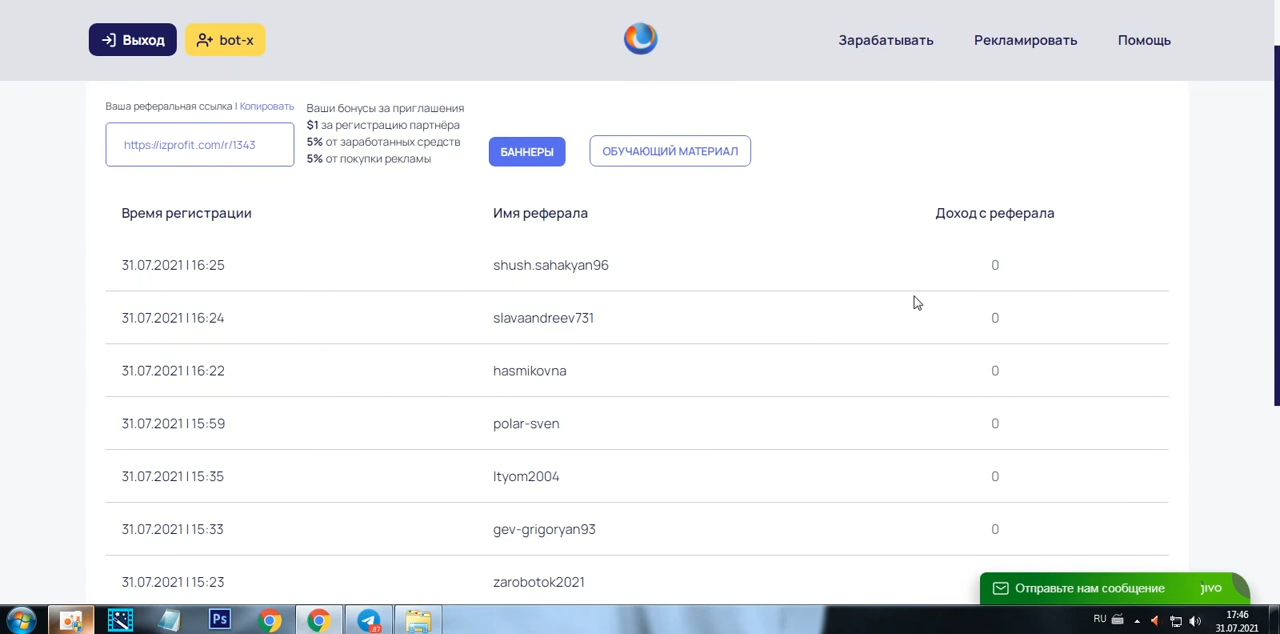 Выход
bot-x
Зарабатывать
Рекламировать
Помощь
Ваша реферальная ссылка | Копировать
https://izprofit.com/r/1343
Ваши бонусы за приглашения
$1 за регистрацию партнёра
5% от заработанных средств
5% от покупки рекламы
БАННЕРЫ
ОБУЧАЮЩИЙ МАТЕРИАЛ
Время регистрации Имя реферала Доход с реферала
31.07.2021 | 16:25 shush.sahakyan96 0
31.07.2021 | 16:24 slavaandreev731 0
31.07.2021 | 16:22 hasmikovna 0
31.07.2021 | 15:59 polar-sven 0
31.07.2021 | 15:35 ltyom2004 0
31.07.2021 | 15:33 gev-grigoryan93 0
31.07.2021 | 15:23 zarobotok2021
Отправьте нам сообщение jivo
Ps
87
RU
17:46
31.07.2021